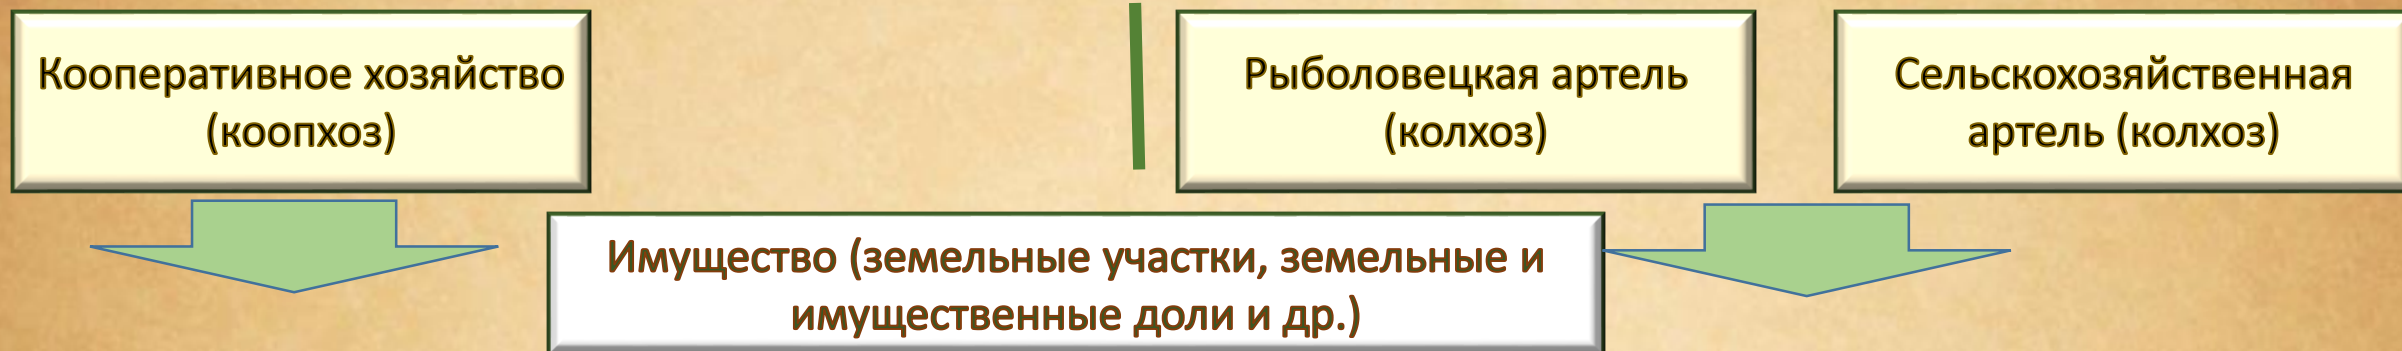 Кооперативное хозяйство
(коопхоз)
Рыболовецкая артель
(колхоз)
Сельскохозяйственная
артель (колхоз)
Имущество (земельные участки, земельные и
имущественные доли и др.)